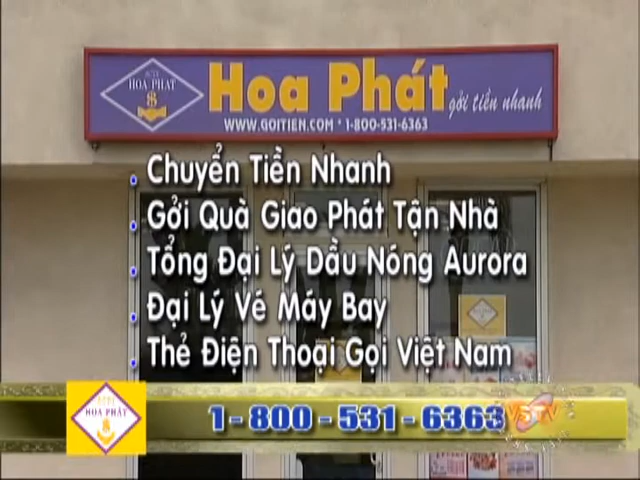 HOA PHAT
Hoa Phát gởi tiền nhanh
WWW.GOITIEN.COM * 1-800-531-6363
Chuyển Tiền Nhanh
Gởi Quà Giao Phát Tận Nhà
Tổng Đại Lý Dầu Nóng Aurora
Đại Lý Vé Máy Bay
Thẻ Điện Thoại Gọi Việt Nam
HOA PHÁT
1-800-531-6363